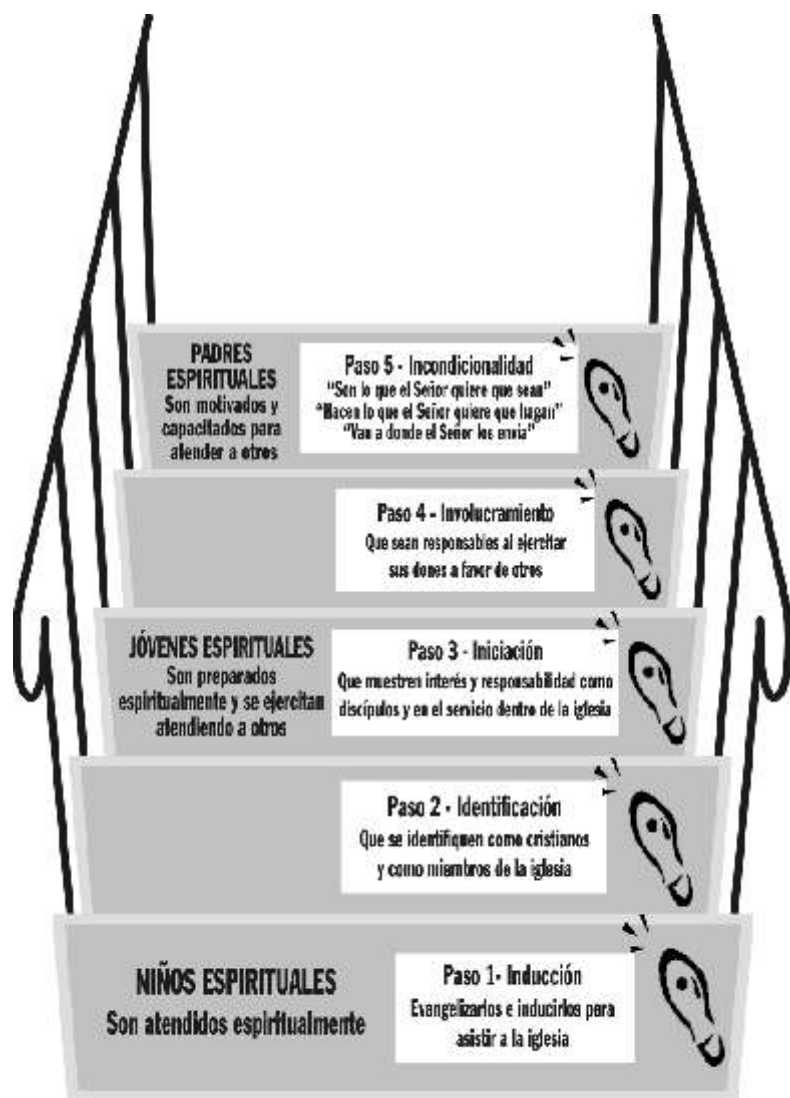 PADRES
ESPIRITUALES
Son motivados y
capacitados para
atender a otros
Paso 5 - Incondicionalidad
“Son lo que el Señor quiere que sean”
“Hacen lo que el Señor quiere que hagan”
“Van a donde el Señor los envia”
Paso 4 - Involucramiento
Que sean responsables al ejercitar
sus dones a favor de otros
JÓVENES ESPIRITUALES
Son preparados
espiritualmente y se ejercitan
atendiendo a otros
Paso 3 - Iniciación
Que muestren interés y responsabilidad como
discípulos y en el servicio dentro de la iglesia
Paso 2 - Identificación
Que se identifiquen como cristianos
y como miembros de la iglesia
NIÑOS ESPIRITUALES
Son atendidos espiritualmente
Paso 1- Inducción
Evangelizarlos e inducirlos para
asistir a la iglesia